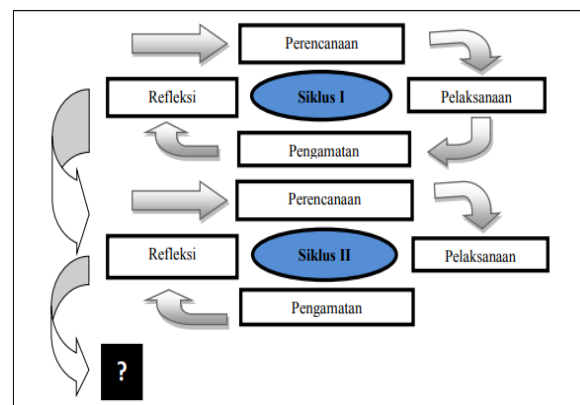 Perencanaan
Refleksi
Siklus I
Pelaksanaan
Pengamatan
Perencanaan
Refleksi
Siklus II
Pelaksanaan
Pengamatan
?